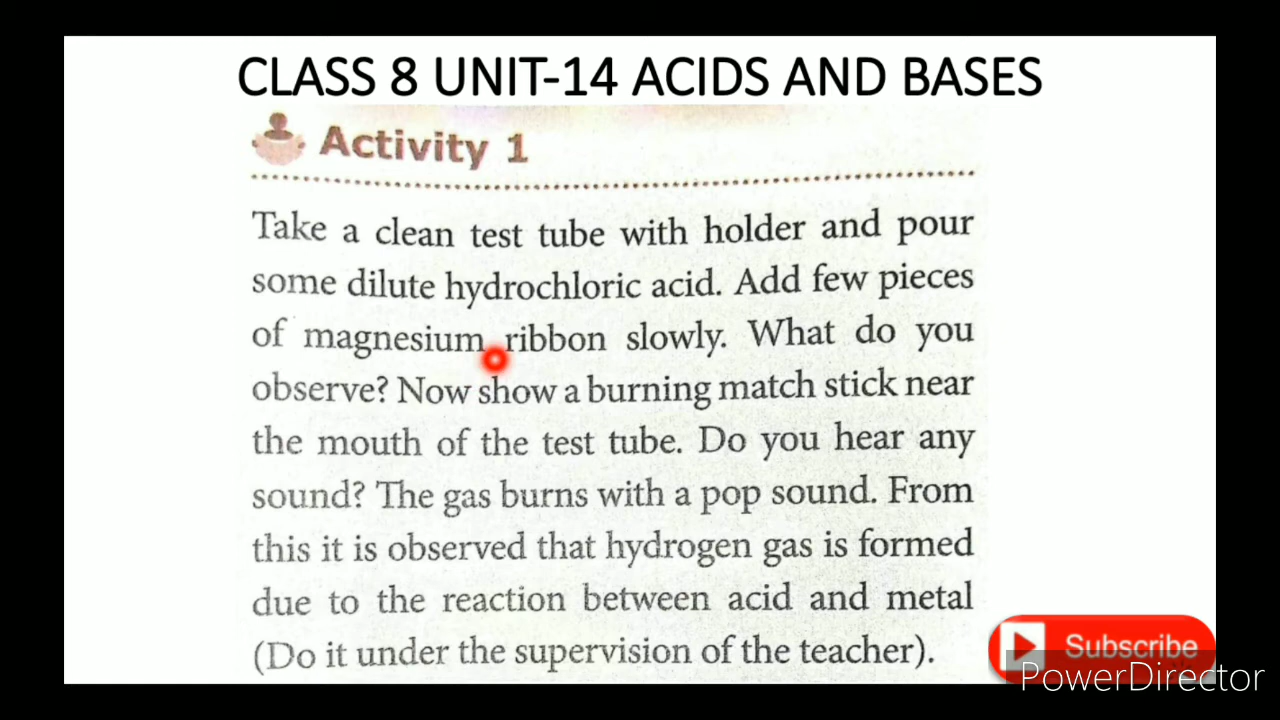 CLASS 8 UNIT-14 ACIDS AND BASES
Activity 1
Take a clean test tube with holder and pour
some dilute hydrochloric acid. Add few pieces
of magnesium ribbon slowly. What do you
observe? Now show a burning match stick near
the mouth of the test tube. Do you hear any
sound? The gas burns with a pop sound. From
this it is observed that hydrogen gas is formed
due to the reaction between acid and metal
(Do it under the supervision of the teacher).
Subscribe
PowerDirector